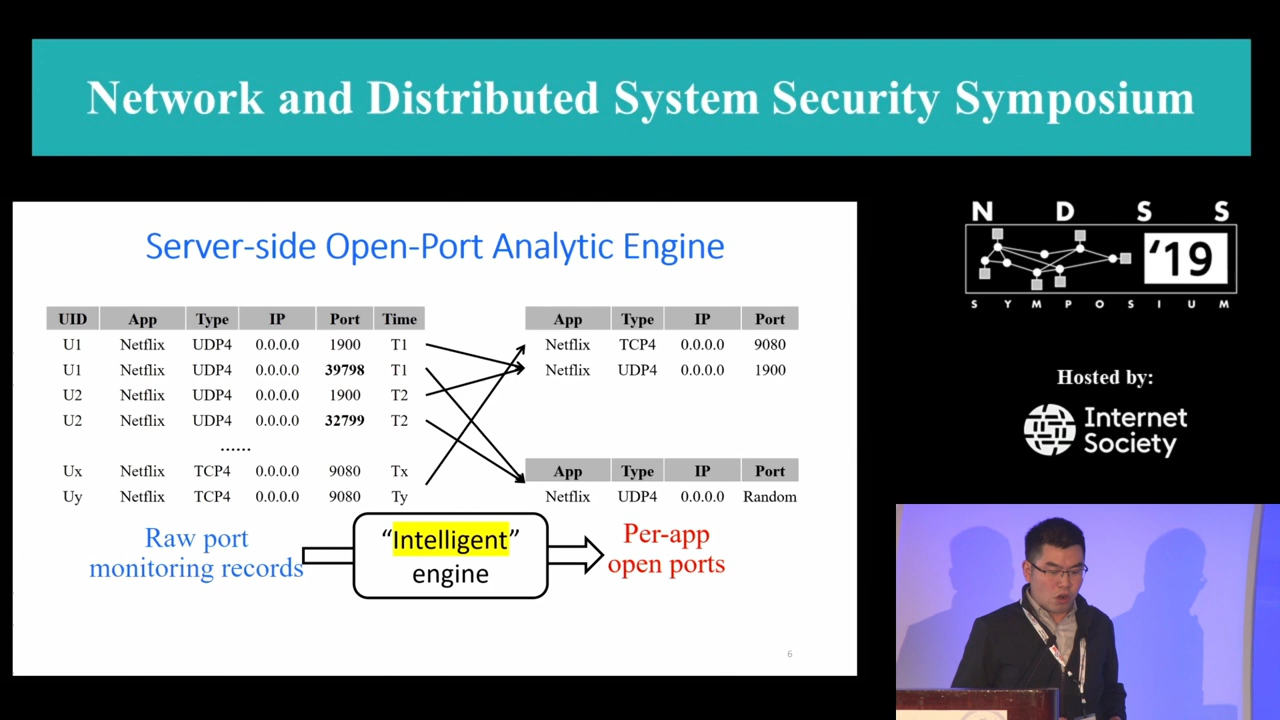 Network and Distributed System Security Symposium
Server-side Open-Port Analytic Engine
UID App Type IP Port Time
U1 Netflix UDP4 0.0.0.0 1900 T1
U1 Netflix UDP4 0.0.0.0 39798 T1
U2 Netflix UDP4 0.0.0.0 1900 T2
U2 Netflix UDP4 0.0.0.0 32799 T2
......
Ux Netflix TCP4 0.0.0.0 9080 Tx
Uy Netflix TCP4 0.0.0.0 9080 Ty
App Type IP Port
Netflix TCP4 0.0.0.0 9080
Netflix UDP4 0.0.0.0 1900
App Type IP Port
Netflix UDP4 0.0.0.0 Random
Raw port
monitoring records
“Intelligent”
engine
Per-app
open ports
6
N D S S
'19
S Y M P O S I U M
Hosted by:
Internet
Society